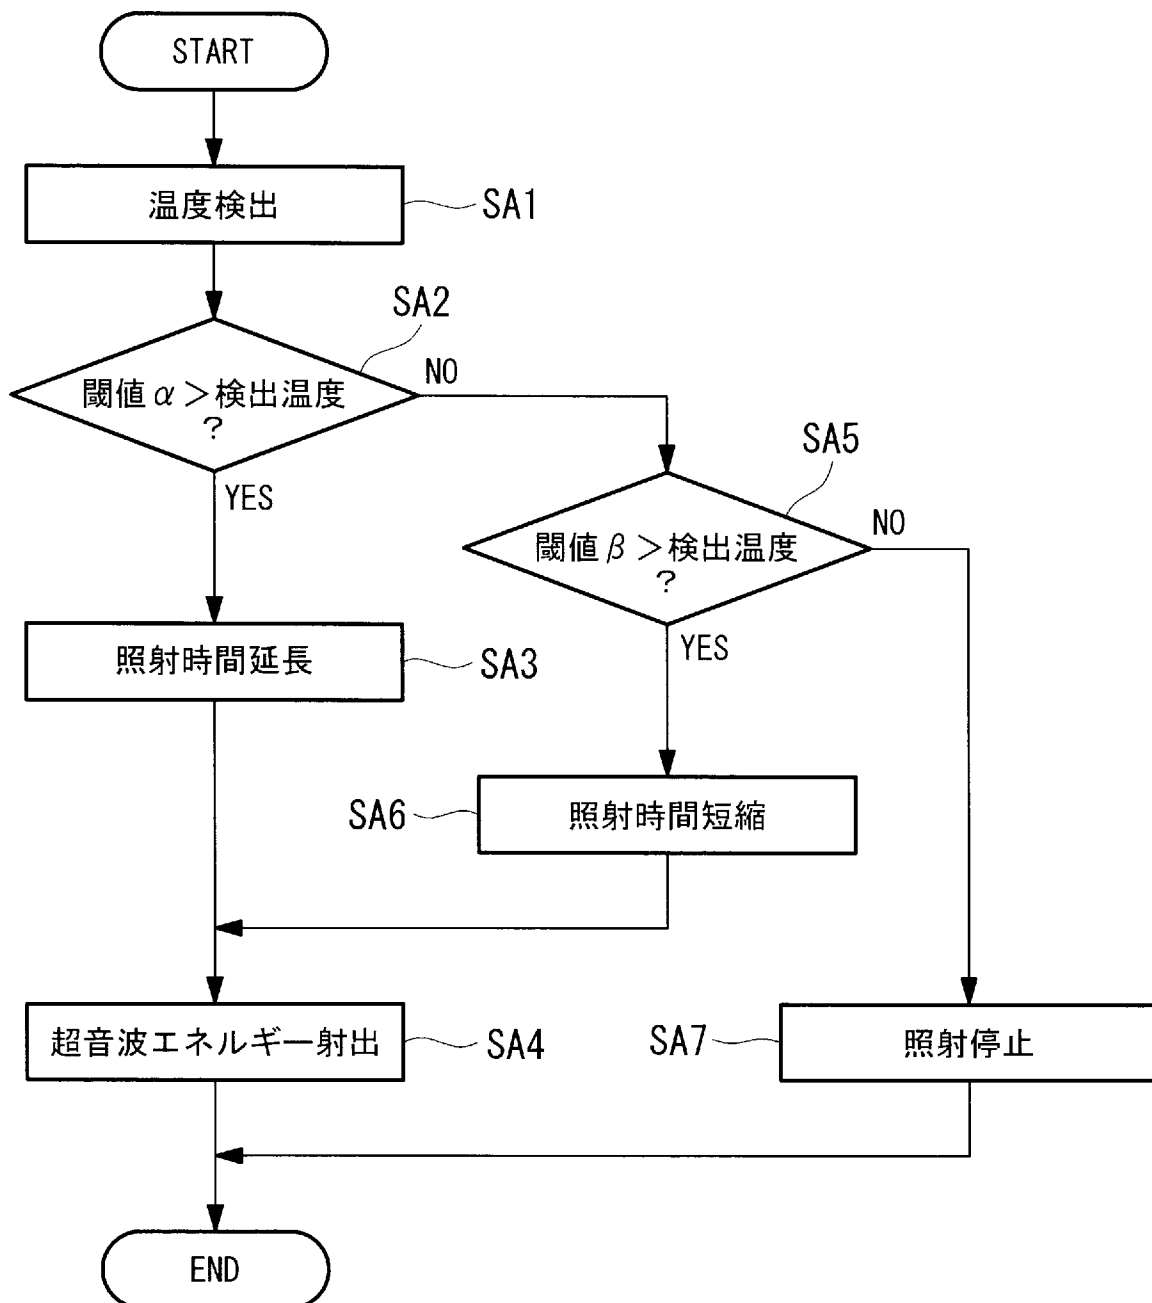 START
温度検出
SA1
SA2
閾値α＞検出温度
？
NO
YES
SA5
閾値β＞検出温度
？
NO
YES
照射時間延長
SA3
SA6
照射時間短縮
超音波エネルギー射出
SA4
SA7
照射停止
END